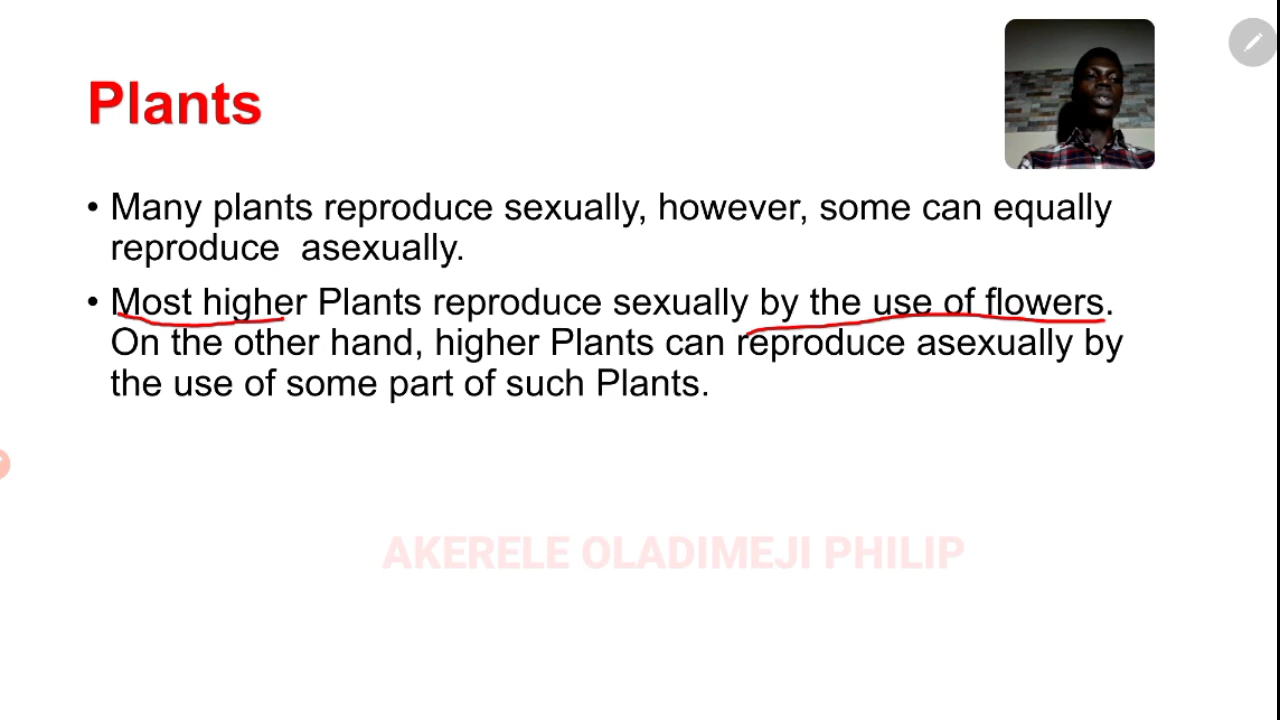 Plants
• Many plants reproduce sexually, however, some can equally
reproduce  asexually.
• Most higher Plants reproduce sexually by the use of flowers.
On the other hand, higher Plants can reproduce asexually by
the use of some part of such Plants.
AKERELE OLADIMEJI PHILIP